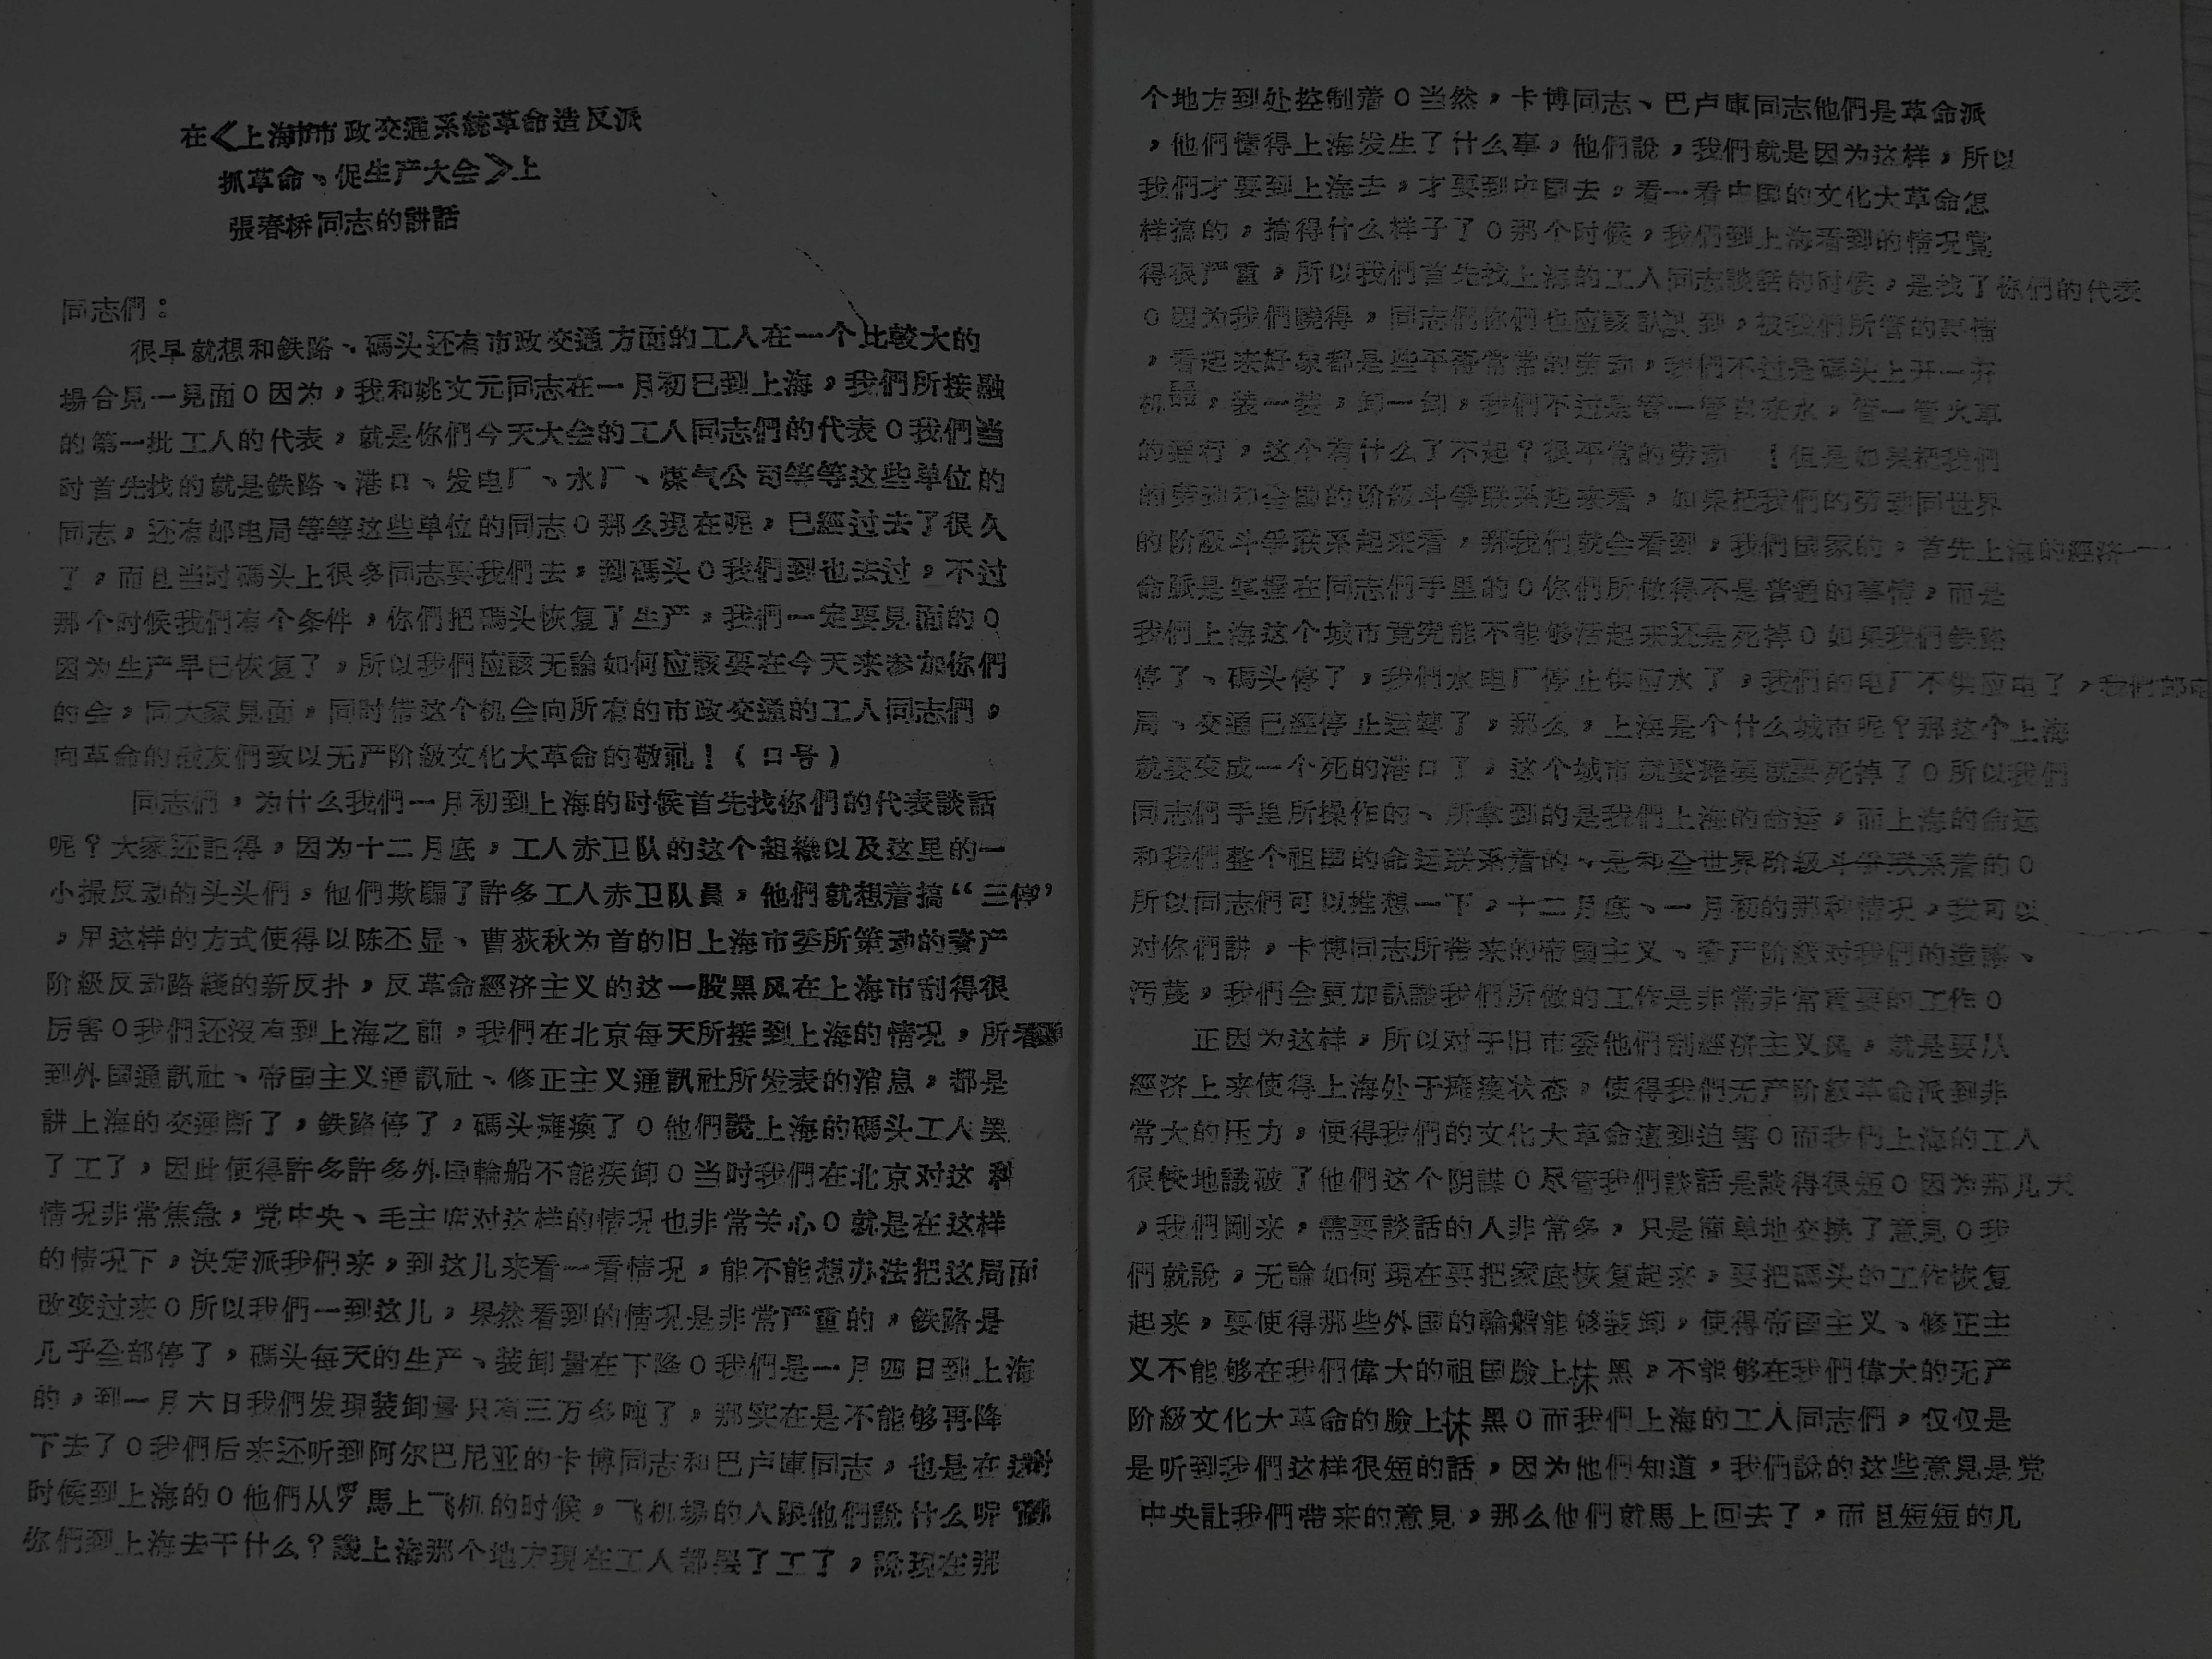 在《上海市市政交通系統革命造反派
抓革命、促生产大会》上
張春桥同志的講話
同志們：
很早就想和鉄路、碼头还有市政交通方面的工人在一个比較大的
場合見一見面０因为，我和姚文元同志在一月初已到上海，我們所接融
的第一批工人的代表，就是你們今天大会的工人同志們的代表０我們当
时首先找的就是鉄路、港口、发电厂、水厂、煤气公司等等这些单位的
同志，还有邮电局等等这些单位的同志０那么現在呢，已經过去了很久
了，而且当时碼头上很多同志要我們去，到碼头０我們到也去过，不过
那个时候我們有个条件，你們把碼头恢复了生产，我們一定要見面的０
因为生产早已恢复了，所以我們应該无論如何应該要在今天来参加你們
的会，同大家見面，同时借这个机会向所有的市政交通的工人同志們，
向革命的战友們致以无产阶級文化大革命的敬礼！（口号）
同志們，为什么我們一月初到上海的时候首先找你們的代表談話
呢？大家还記得，因为十二月底，工人赤卫队的这个組織以及这里的一
小撮反动的头头們，他們欺騙了許多工人赤卫队員，他們就想着搞“三停”
，用这样的方式使得以陈丕显、曹荻秋为首的旧上海市委所策动的資产
阶級反动路綫的新反扑，反革命經济主义的这一股黑风在上海市刮得很
厉害０我們还没有到上海之前，我們在北京每天所接到上海的情况，所看
到外国通訊社、帝国主义通訊社、修正主义通訊社所发表的消息，都是
講上海的交通断了，鉄路停了，碼头瘫痪了０他們說上海的碼头工人罢
了工了，因此使得許多許多外国輪船不能疾卸０当时我們在北京对这种
情况非常焦急，党中央、毛主席对这样的情况也非常关心０就是在这样
的情况下，决定派我們来，到这儿来看一看情况，能不能想办法把这局面
改变过来０所以我們一到这儿，果然看到的情况是非常严重的，鉄路是
几乎全部停了，碼头每天的生产、装卸量在下降０我們是一月四日到上海
的，到一月六日我們发現装卸量只有三万多吨了，那实在是不能够再降
下去了０我們后来还听到阿尔巴尼亚的卡博同志和巴卢庫同志，也是在这时
时候到上海的０他們从罗馬上飞机的时候，飞机場的人跟他們說什么呢
你們到上海去干什么？說上海那个地方現在工人都罢了工了，說現在那
个地方到处控制着０当然，卡博同志、巴卢庫同志他們是革命派
，他們懂得上海发生了什么事，他們說，我們就是因为这样，所以
我們才要到上海去，才要到中国去，看一看中国的文化大革命怎
样搞的，搞得什么样子了０那个时候，我們到上海看到的情况觉
得很严重，所以我們首先找上海的工人同志談話的时候，是找了你們的代表
０因为我們曉得，同志們你們也应該認識到，被我們所管的事情
，看起来好象都是些平常常常的劳动，我們不过是碼头上开一开
机器，装一装，卸一卸，我們不过是管一管自来水，管一管火車
的運行，这个有什么了不起？很平常的劳动！但是如果把我們
的劳动和全国的阶級斗爭联系起来看，如果把我們的劳动同世界
的阶級斗爭联系起来看，那我們就会看到，我們国家的，首先上海的經济
命脈是掌握在同志們手里的０你們所做得不是普通的事情，而是
我們上海这个城市竟究能不能够活起来还是死掉０如果我們鉄路
停了、碼头停了，我們水电厂停止供应水了，我們的电厂不供应电了，我們邮电
局、交通已經停止运轉了，那么，上海是个什么城市呢？那这个上海
就要变成一个死的港口了，这个城市就要瘫痪就要死掉了０所以我們
同志們手里所操作的、所拿到的是我們上海的命运，而上海的命运
和我們整个祖国的命运联系着的、是和全世界阶級斗爭联系着的０
所以同志們可以推想一下，十二月底、一月初的那种情况，我可以
对你們講，卡博同志所带来的帝国主义、資产阶級对我們的造謠、
污蔑，我們会更加認識我們所做的工作是非常非常重要的工作０
正因为这样，所以对于旧市委他們刮經济主义风，就是要从
經济上来使得上海处于瘫痪状态，使得我們无产阶級革命派到非
常大的压力，使得我們的文化大革命遭到迫害０而我們上海的工人
很快地識破了他們这个阴謀０尽管我們談話是談得很短０因为那几天
，我們剛来，需要談話的人非常多，只是簡单地交换了意見０我
們就說，无論如何現在要把家底恢复起来，要把碼头的工作恢复
起来，要使得那些外国的輪船能够装卸，使得帝国主义、修正主
义不能够在我們偉大的祖国臉上抹黑，不能够在我們偉大的无产
阶級文化大革命的臉上抹黑０而我們上海的工人同志們，仅仅是
是听到我們这样很短的話，因为他們知道，我們說的这些意見是党
中央让我們带来的意見，那么他們就馬上回去了，而且短短的几